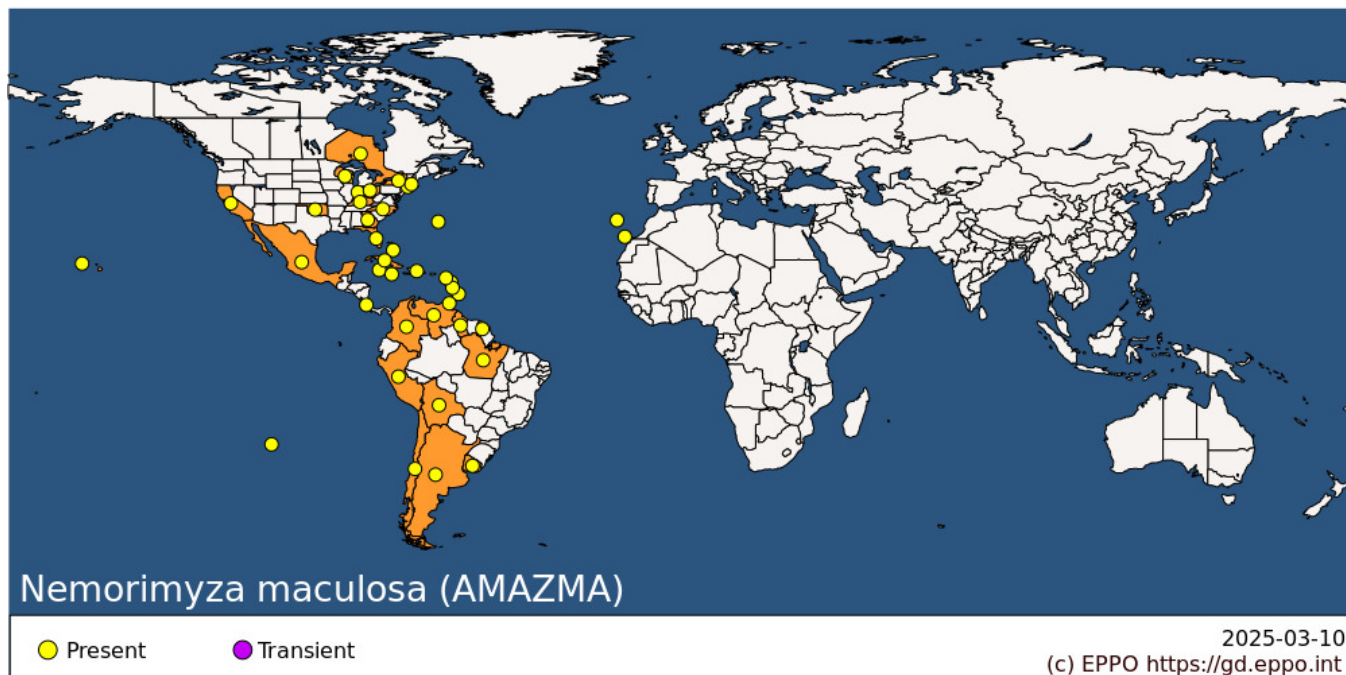 Nemorimyza maculosa (AMAZMA)
Present
Transient
2025-03-10
(c) EPPO https://gd.eppo.int